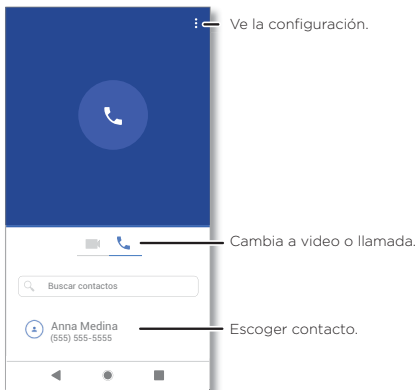 Ve la configuración.
Cambia a video o llamada.
Buscar contactos
Anna Medina
(555) 555-5555
Escoger contacto.